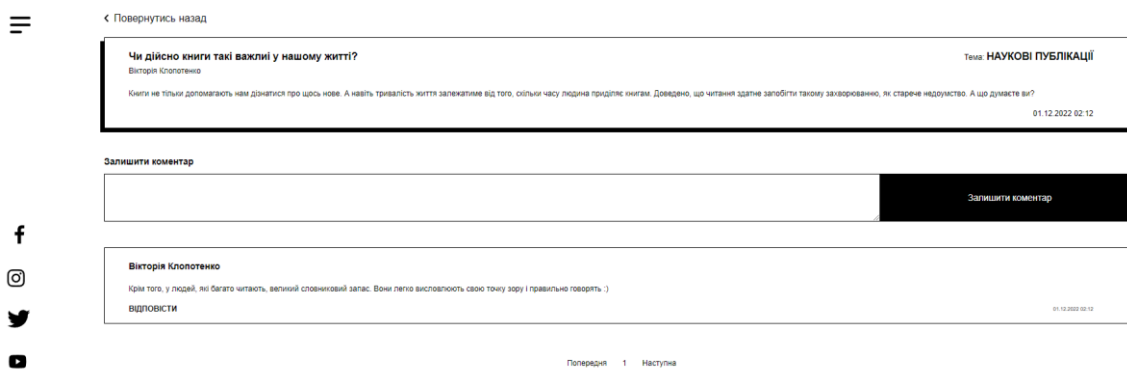 Повернутись назад
Чи дійсно книги такі важлиі у нашому житті?
Тема: НАУКОВІ ПУБЛІКАЦІЇ
Вікторія Клопотенко
Книги не тільки допомагають нам дізнатися про щось нове. А навіть тривалість життя залежатиме від того, скільки часу людина приділяє книгам. Доведено, що читання здатне запобігти такому захворюванню, як старече недоумство. А що думаєте ви?
01.12.2022 02:12
Залишити коментар
Залишити коментар
Вікторія Клопотенко
Крім того, у людей, які багато читають, великий словниковий запас. Вони легко висловлюють свою точку зору і правильно говорять :)
ВІДПОВІСТИ
01.12.2022 02:12
Попередня 1 Наступна